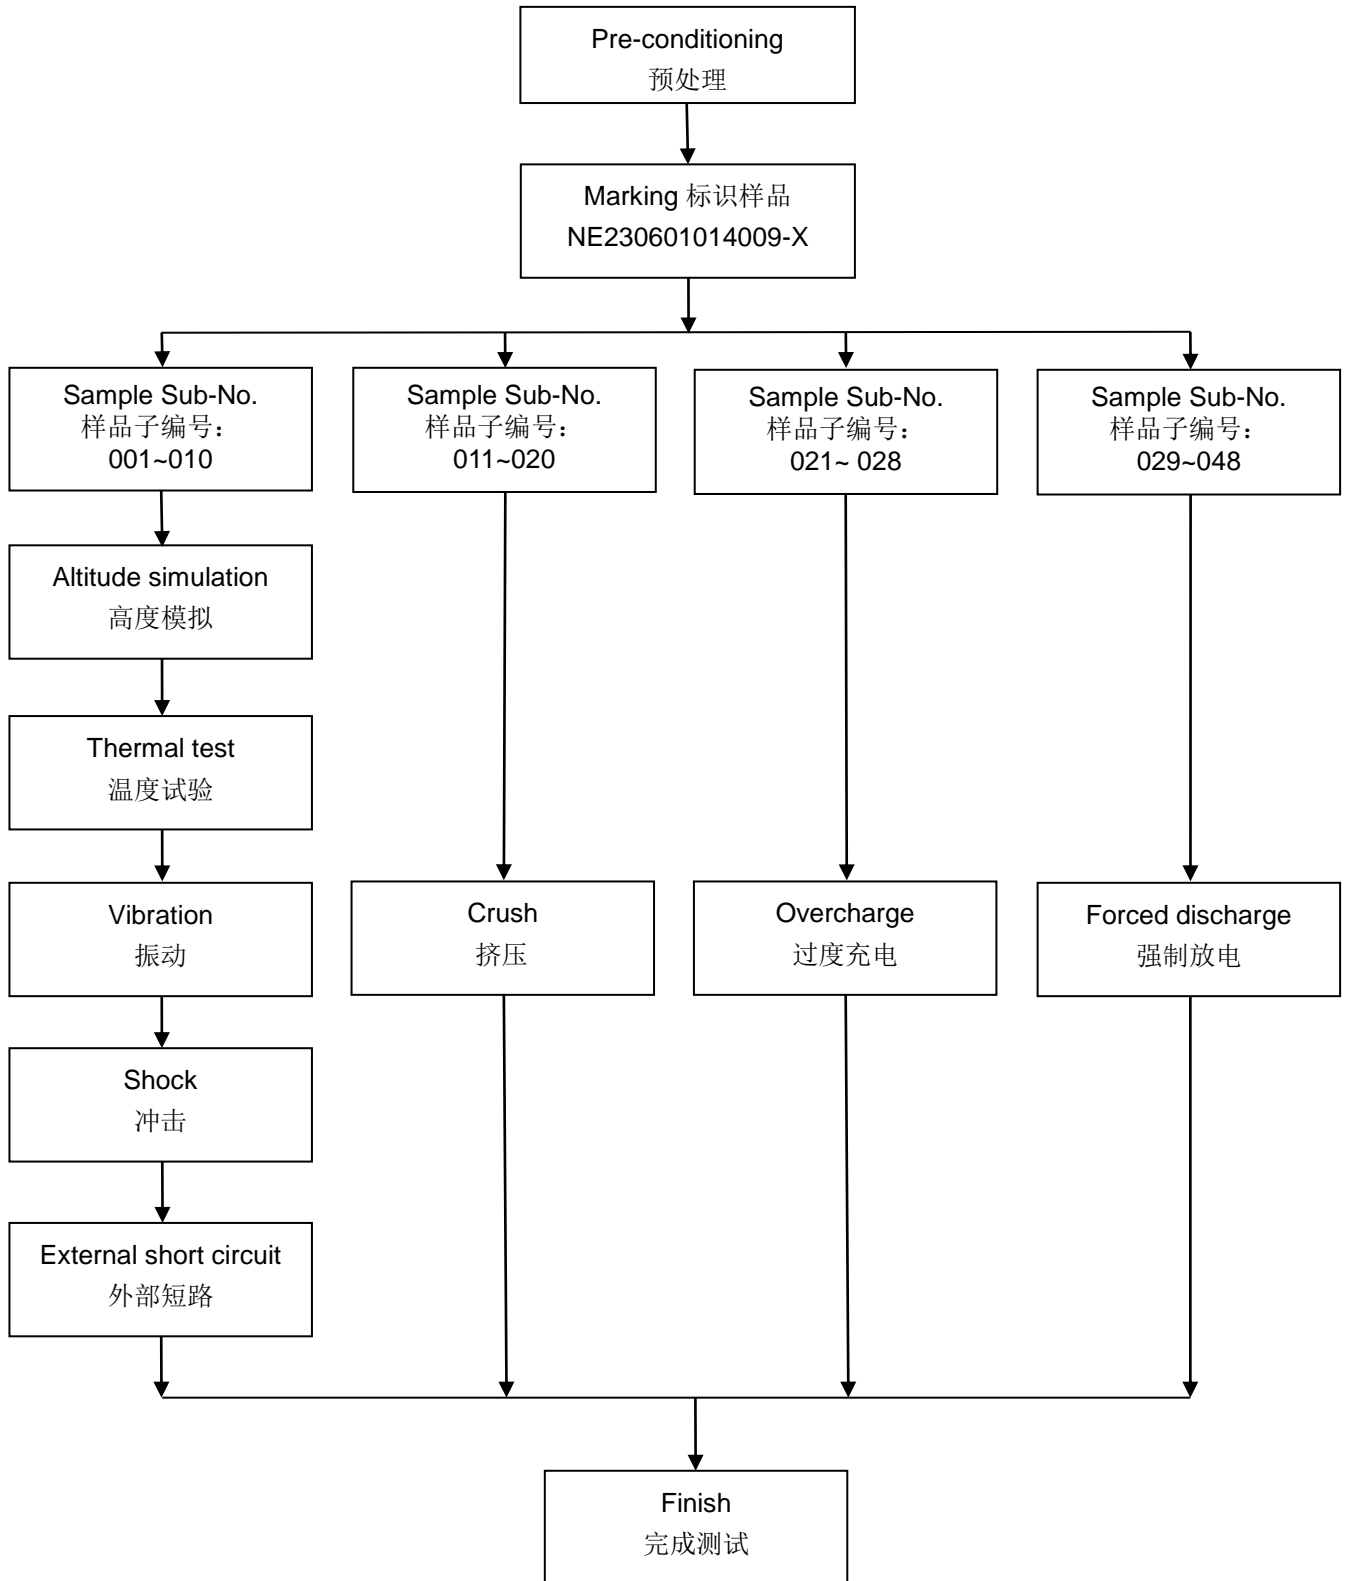 Pre-conditioning
预处理
Marking 标识样品
NE230601014009-X
Sample Sub-No.
样品子编号：
001~010
Sample Sub-No.
样品子编号：
011~020
Sample Sub-No.
样品子编号：
021~ 028
Sample Sub-No.
样品子编号：
029~048
Altitude simulation
高度模拟
Thermal test
温度试验
Vibration
振动
Crush
挤压
Overcharge
过度充电
Forced discharge
强制放电
Shock
冲击
External short circuit
外部短路
Finish
完成测试